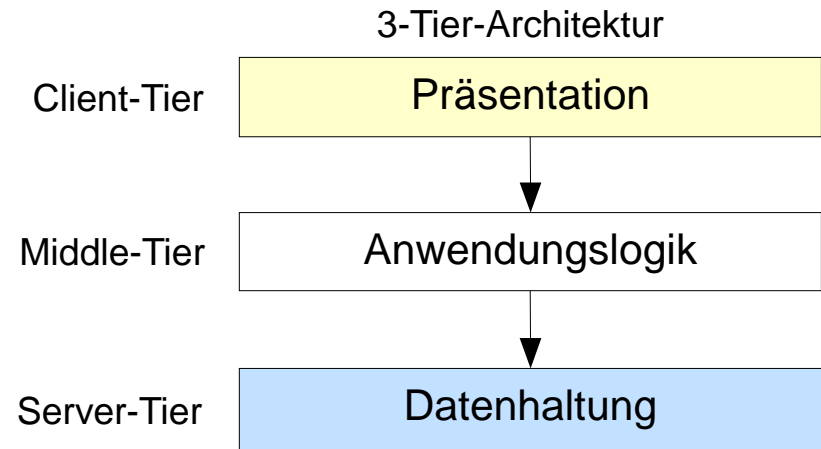 3-Tier-Architektur
Client-Tier Präsentation
Middle-Tier Anwendungslogik
Server-Tier Datenhaltung